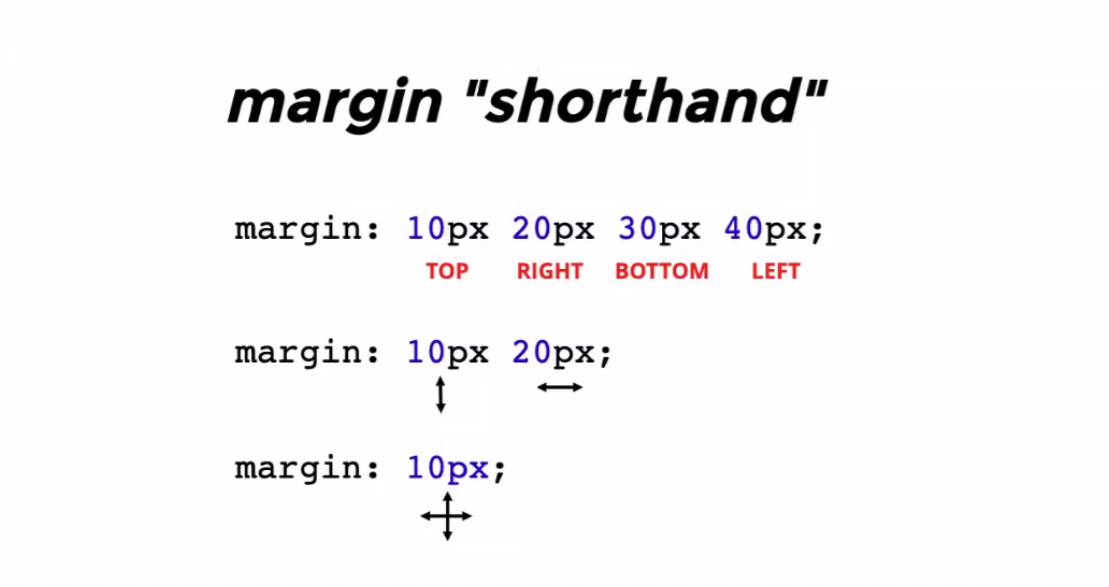 margin "shorthand"
margin: 10px 20px 30px 40px;
TOP RIGHT BOTTOM LEFT
margin: 10px 20px;
margin: 10px;